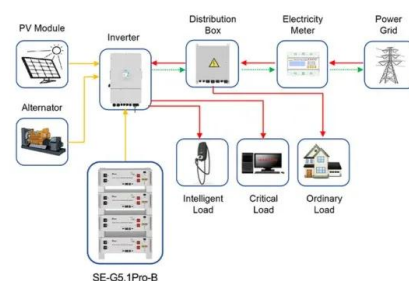 PV Module
Inverter
Distribution
Box
Electricity
Meter
Power
Grid
Alternator
Intelligent
Load
Critical
Load
Ordinary
Load
SE-G5.1Pro-B